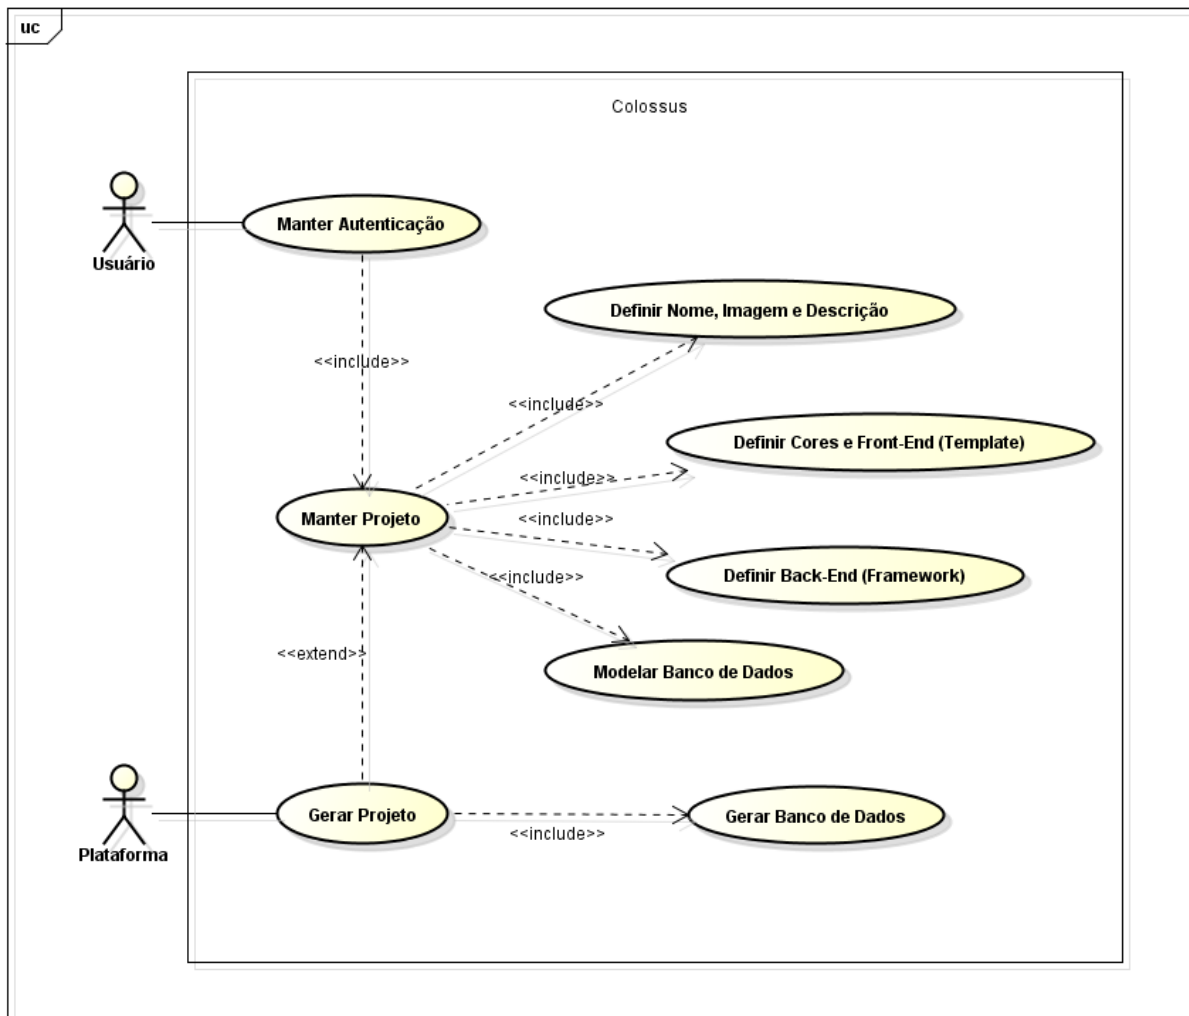 uc
Colossus
Manter Autenticação
Usuário
Definir Nome, Imagem e Descrição
<<include>>
<<include>>
Definir Cores e Front-End (Template)
<<include>>
Manter Projeto
<<include>>
Definir Back-End (Framework)
<<include>>
<<extend>>
Modelar Banco de Dados
Gerar Projeto
Gerar Banco de Dados
<<include>>
Plataforma